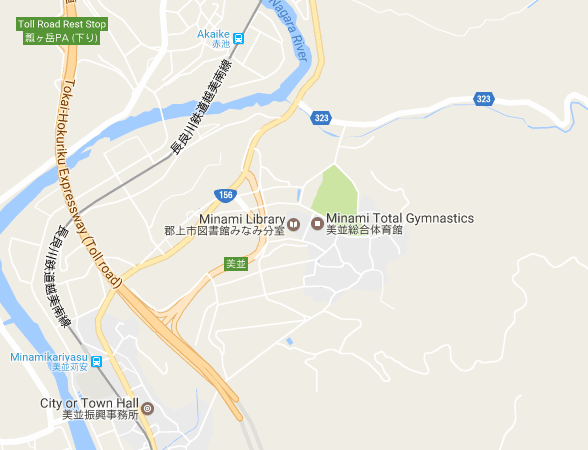 Toll Road Rest Stop
瓢ヶ岳PA (下り)
Akaike
赤池
Nagara River
長良川鉄道越美南線
323
323
Tokai-Hokuriku Expressway (Toll road)
156
Minami Library
郡上市図書館みなみ分室
Minami Total Gymnastics
美並総合体育館
美並
長良川鉄道越美南線
Minamikariyasu
美並苅安
City or Town Hall
美並振興事務所